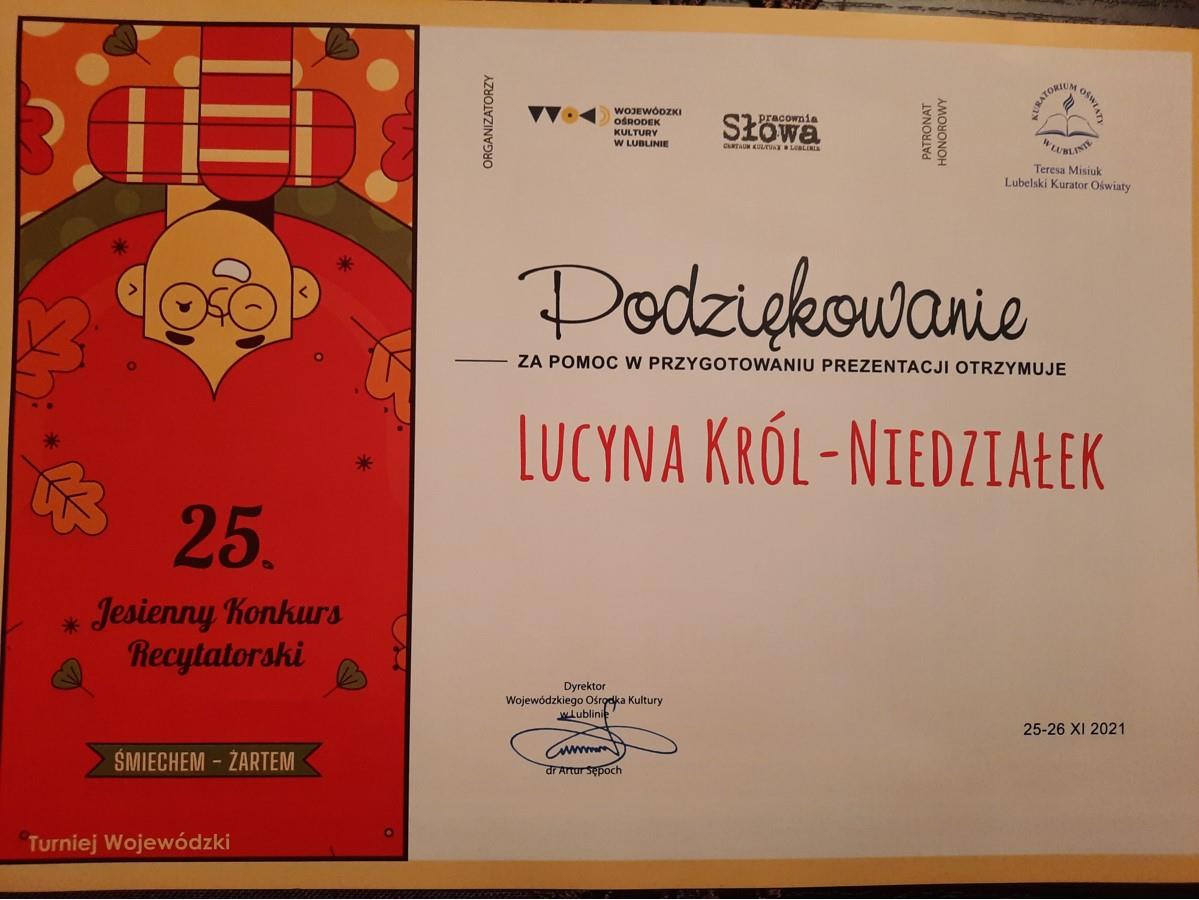 ORGANIZATORZY
WOJEWÓDZKI
OŚRODEK
KULTURY
W LUBLINIE
pracownia
Słowa
CENTRUM KULTURY W LUBLINIE
PATRONAT
HONOROWY
KURATORIUM OŚWIATY
W LUBLINIE
Teresa Misiuk
Lubelski Kurator Oświaty
Podziękowanie
ZA POMOC W PRZYGOTOWANIU PREZENTACJI OTRZYMUJE
LUCYNA KRÓL-NIEDZIAŁEK
25.
Jesienny Konkurs
Recytatorski
ŚMIECHEM - ŻARTEM
Turniej Wojewódzki
Dyrektor
Wojewódzkiego Ośrodka Kultury
w Lublinie
dr Artur Sępoch
25-26 XI 2021